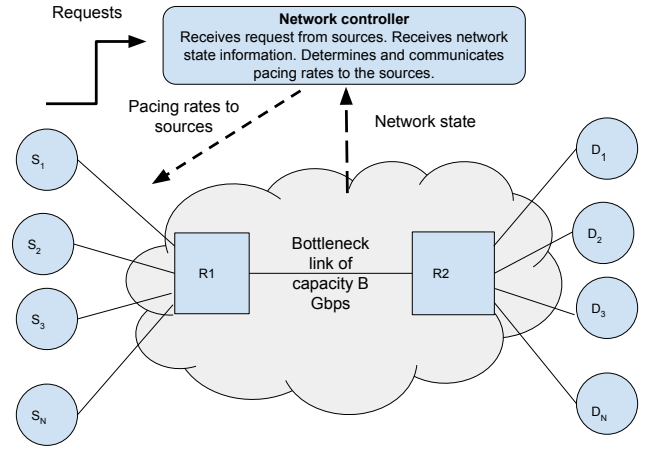 Network controller
Receives request from sources. Receives network
state information. Determines and communicates
pacing rates to the sources.
Requests
Pacing rates to
sources
Network state
S1
S2
S3
SN
R1
Bottleneck
link of
capacity B
Gbps
R2
D1
D2
D3
DN